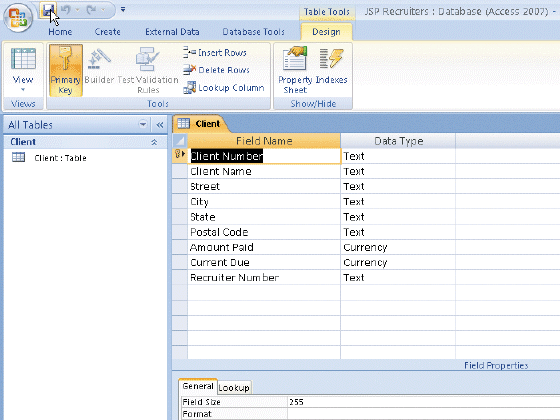 Table Tools
JSP Recruiters : Database (Access 2007) -
Home Create External Data Database Tools Design
View
Primary Key
Builder
Test Validation Rules
Insert Rows
Delete Rows
Lookup Column
Property Sheet
Indexes
Views
Tools
Show/Hide
All Tables
Client
Client : Table
Client
Field Name Data Type
Client Number Text
Client Name Text
Street Text
City Text
State Text
Postal Code Text
Amount Paid Currency
Current Due Currency
Recruiter Number Text
Field Properties
General Lookup
Field Size 255
Format